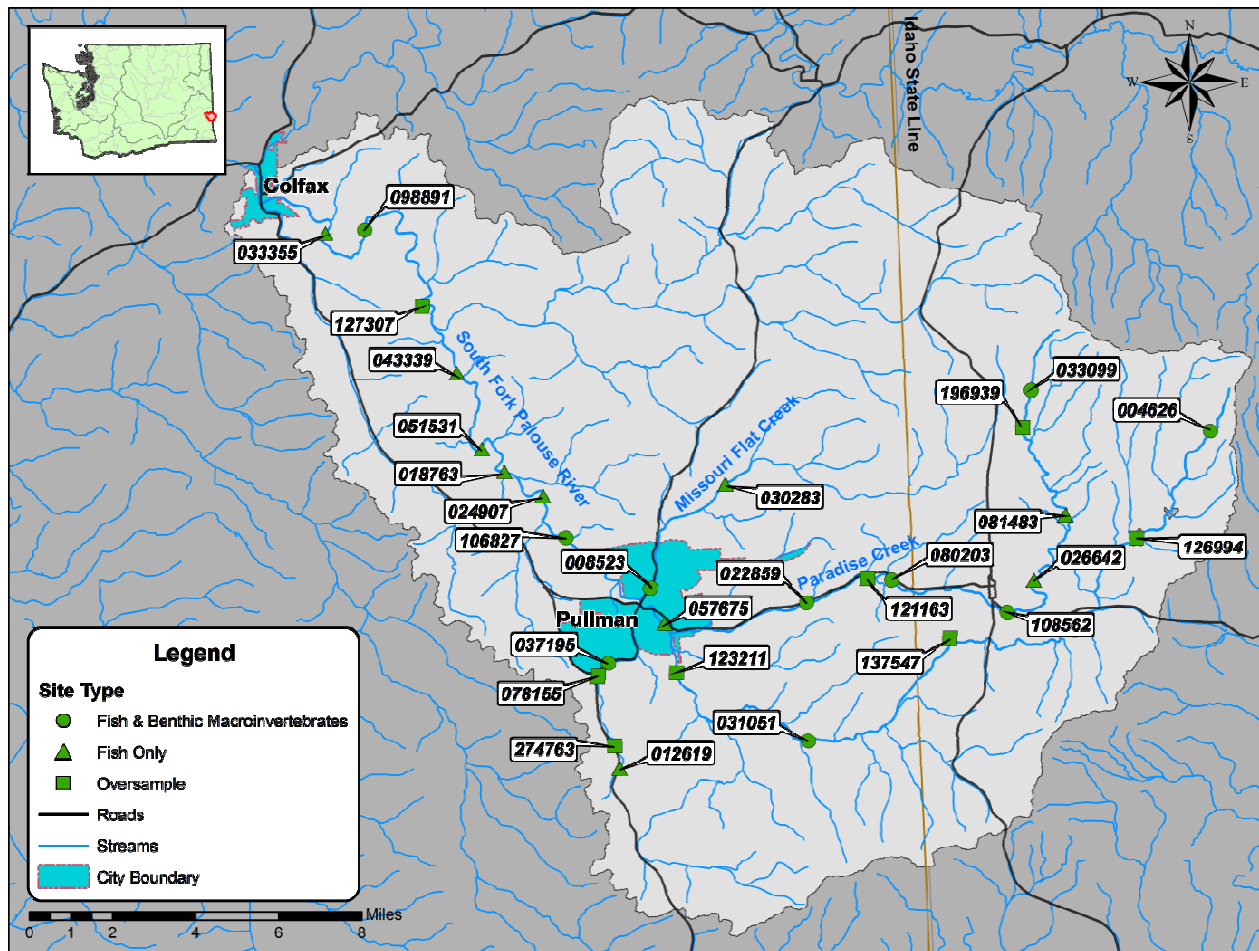 Idaho State Line
N
W
E
S
Colfax
098891
033355
127307
043339
South Fork Palouse River
051531
018763
024907
106827
008523
Missouri Flat Creek
030283
196939
033099
004626
081483
026642
126994
Paradise Creek
022659
080203
121163
108562
057675
Pullman
037195
078155
123211
137547
031051
274763
012619
Legend
Site Type
Fish & Benthic Macroinvertebrates
Fish Only
Oversample
Roads
Streams
City Boundary
Miles
0 2 4 6 8